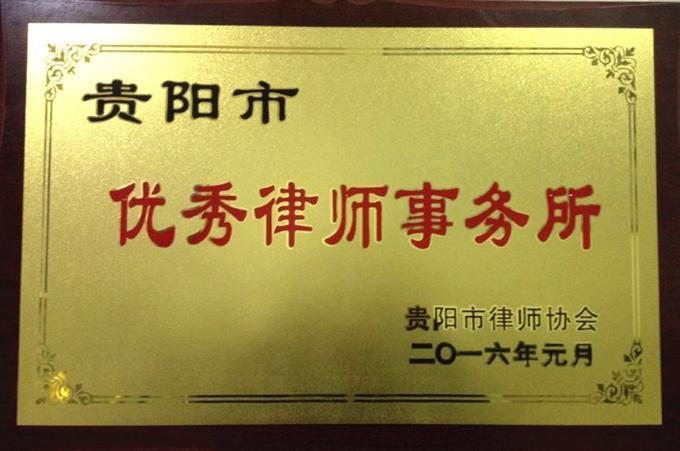 贵阳市
优秀律师事务所
贵阳市律师协会
二〇一六年元月